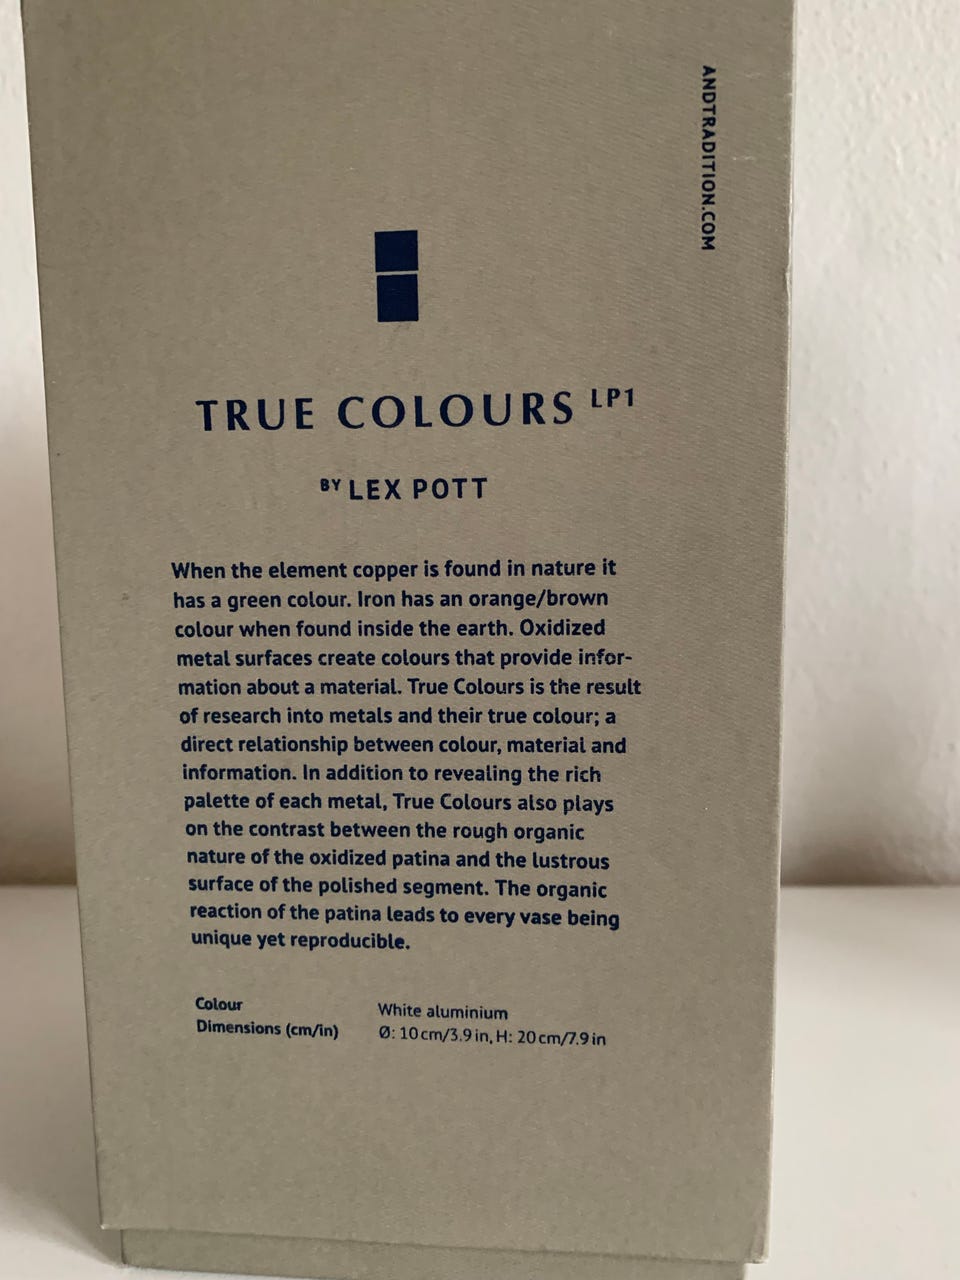 ANDTRADITION.COM
TRUE COLOURS LP1
BY LEX POTT
When the element copper is found in nature it
has a green colour. Iron has an orange/brown
colour when found inside the earth. Oxidized
metal surfaces create colours that provide infor-
mation about a material. True Colours is the result
of research into metals and their true colour; a
direct relationship between colour, material and
information. In addition to revealing the rich
palette of each metal, True Colours also plays
on the contrast between the rough organic
nature of the oxidized patina and the lustrous
surface of the polished segment. The organic
reaction of the patina leads to every vase being
unique yet reproducible.
Colour White aluminium
Dimensions (cm/in) Ø: 10 cm/3.9 in, H: 20 cm/7.9 in